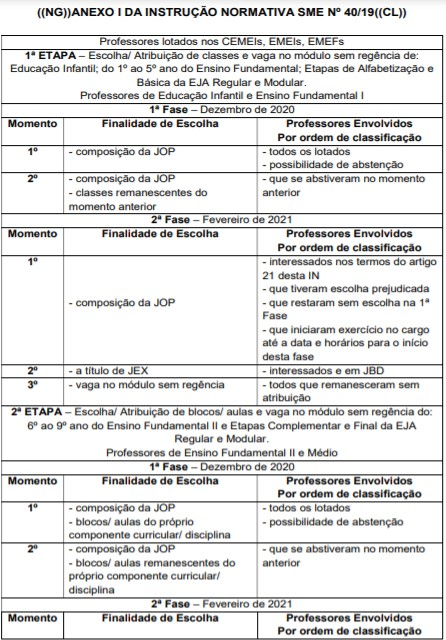 ((NG))ANEXO I DA INSTRUÇÃO NORMATIVA SME Nº 40/19((CL))
Professores lotados nos CEMEIs, EMEIs, EMEFs
1ª ETAPA – Escolha/ Atribuição de classes e vaga no módulo sem regência de:
Educação Infantil; do 1º ao 5º ano do Ensino Fundamental; Etapas de Alfabetização e
Básica da EJA Regular e Modular.
Professores de Educação Infantil e Ensino Fundamental I
1ª Fase – Dezembro de 2020
Momento Finalidade de Escolha Professores Envolvidos
Por ordem de classificação
1º - composição da JOP - todos os lotados
- possibilidade de abstenção
2º - composição da JOP - que se abstiveram no momento
- classes remanescentes do anterior
momento anterior
2ª Fase – Fevereiro de 2021
Momento Finalidade de Escolha Professores Envolvidos
Por ordem de classificação
1º - interessados nos termos do artigo
21 desta IN
- que tiveram escolha prejudicada
- composição da JOP - que restaram sem escolha na 1ª
Fase
- que iniciaram exercício no cargo
até a data e horários para o início
desta fase
2º - a título de JEX - interessados e em JBD
3º - vaga no módulo sem regência - todos que remanesceram sem
atribuição
2ª ETAPA – Escolha/ Atribuição de blocos/ aulas e vaga no módulo sem regência do:
6º ao 9º ano do Ensino Fundamental II e Etapas Complementar e Final da EJA
Regular e Modular.
Professores de Ensino Fundamental II e Médio
1ª Fase – Dezembro de 2020
Momento Finalidade de Escolha Professores Envolvidos
Por ordem de classificação
1º - composição da JOP - todos os lotados
- blocos/ aulas do próprio - possibilidade de abstenção
componente curricular/ disciplina
2º - composição da JOP - que se abstiveram no momento
- blocos/ aulas remanescentes do anterior
próprio componente curricular/
disciplina
2ª Fase – Fevereiro de 2021
Momento Finalidade de Escolha Professores Envolvidos
Por ordem de classificação